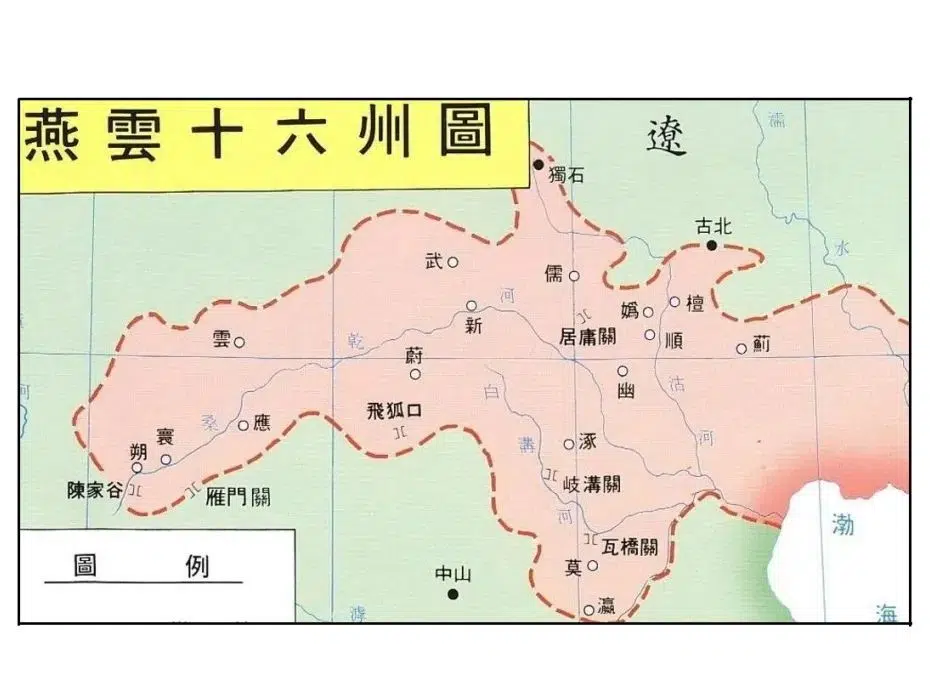 燕雲十六州圖
遼
濡
獨石
古北
水
武
儒
河
新
媯
檀
居庸關
順
薊
雲
乾
蔚
幽
白
沽
飛狐口
桑
應
河
涿
溝
寰
朔
岐溝關
陳家谷
雁門關
河
瓦橋關
渤
莫
圖例
中山
瀛
海
滹
河